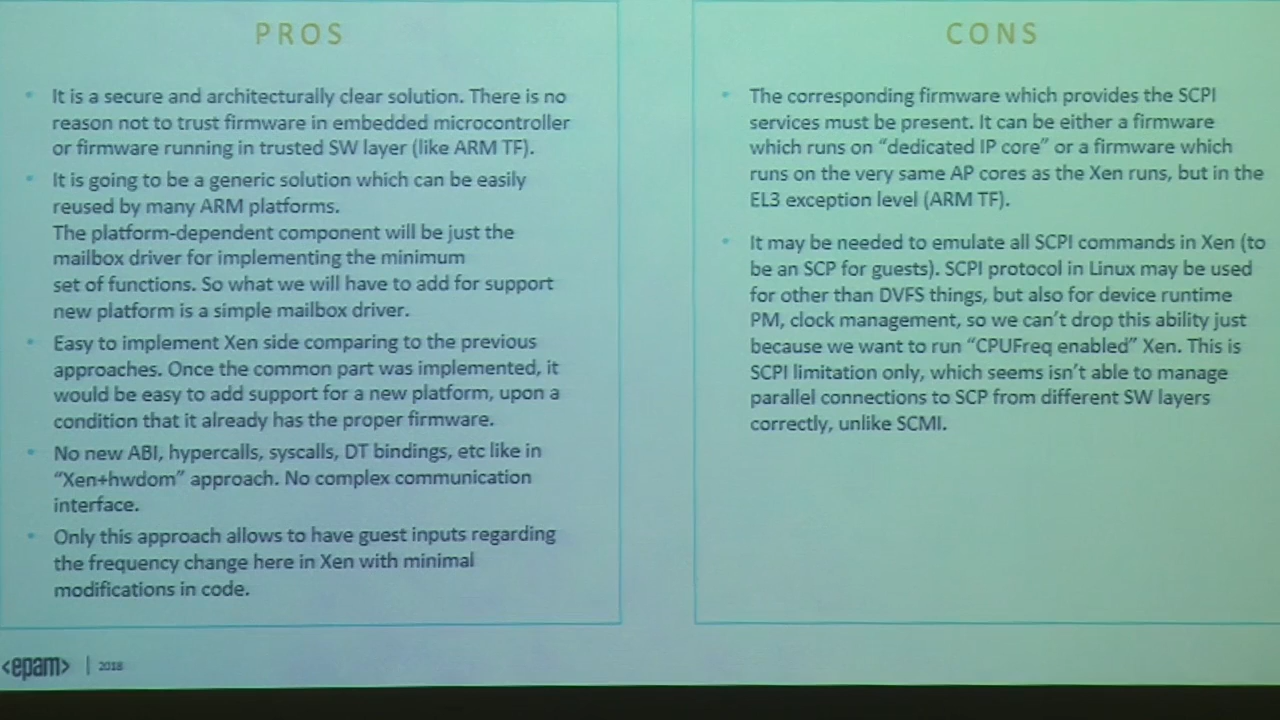 PROS
It is a secure and architecturally clear solution. There is no
reason not to trust firmware in embedded microcontroller
or firmware running in trusted SW layer (like ARM TF).
It is going to be a generic solution which can be easily
reused by many ARM platforms.
The platform-dependent component will be just the
mailbox driver for implementing the minimum
set of functions. So what we will have to add for support
new platform is a simple mailbox driver.
Easy to implement Xen side comparing to the previous
approaches. Once the common part was implemented, it
would be easy to add support for a new platform, upon a
condition that it already has the proper firmware.
No new ABI, hypercalls, syscalls, DT bindings, etc like in
“Xen+hwdom” approach. No complex communication
interface.
Only this approach allows to have guest inputs regarding
the frequency change here in Xen with minimal
modifications in code.
CONS
The corresponding firmware which provides the SCPI
services must be present. It can be either a firmware
which runs on “dedicated IP core” or a firmware which
runs on the very same AP cores as the Xen runs, but in the
EL3 exception level (ARM TF).
It may be needed to emulate all SCPI commands in Xen (to
be an SCP for guests). SCPI protocol in Linux may be used
for other than DVFS things, but also for device runtime
PM, clock management, so we can’t drop this ability just
because we want to run “CPUFreq enabled” Xen. This is
SCPI limitation only, which seems isn’t able to manage
parallel connections to SCP from different SW layers
correctly, unlike SCMI.
<epam> | 2018